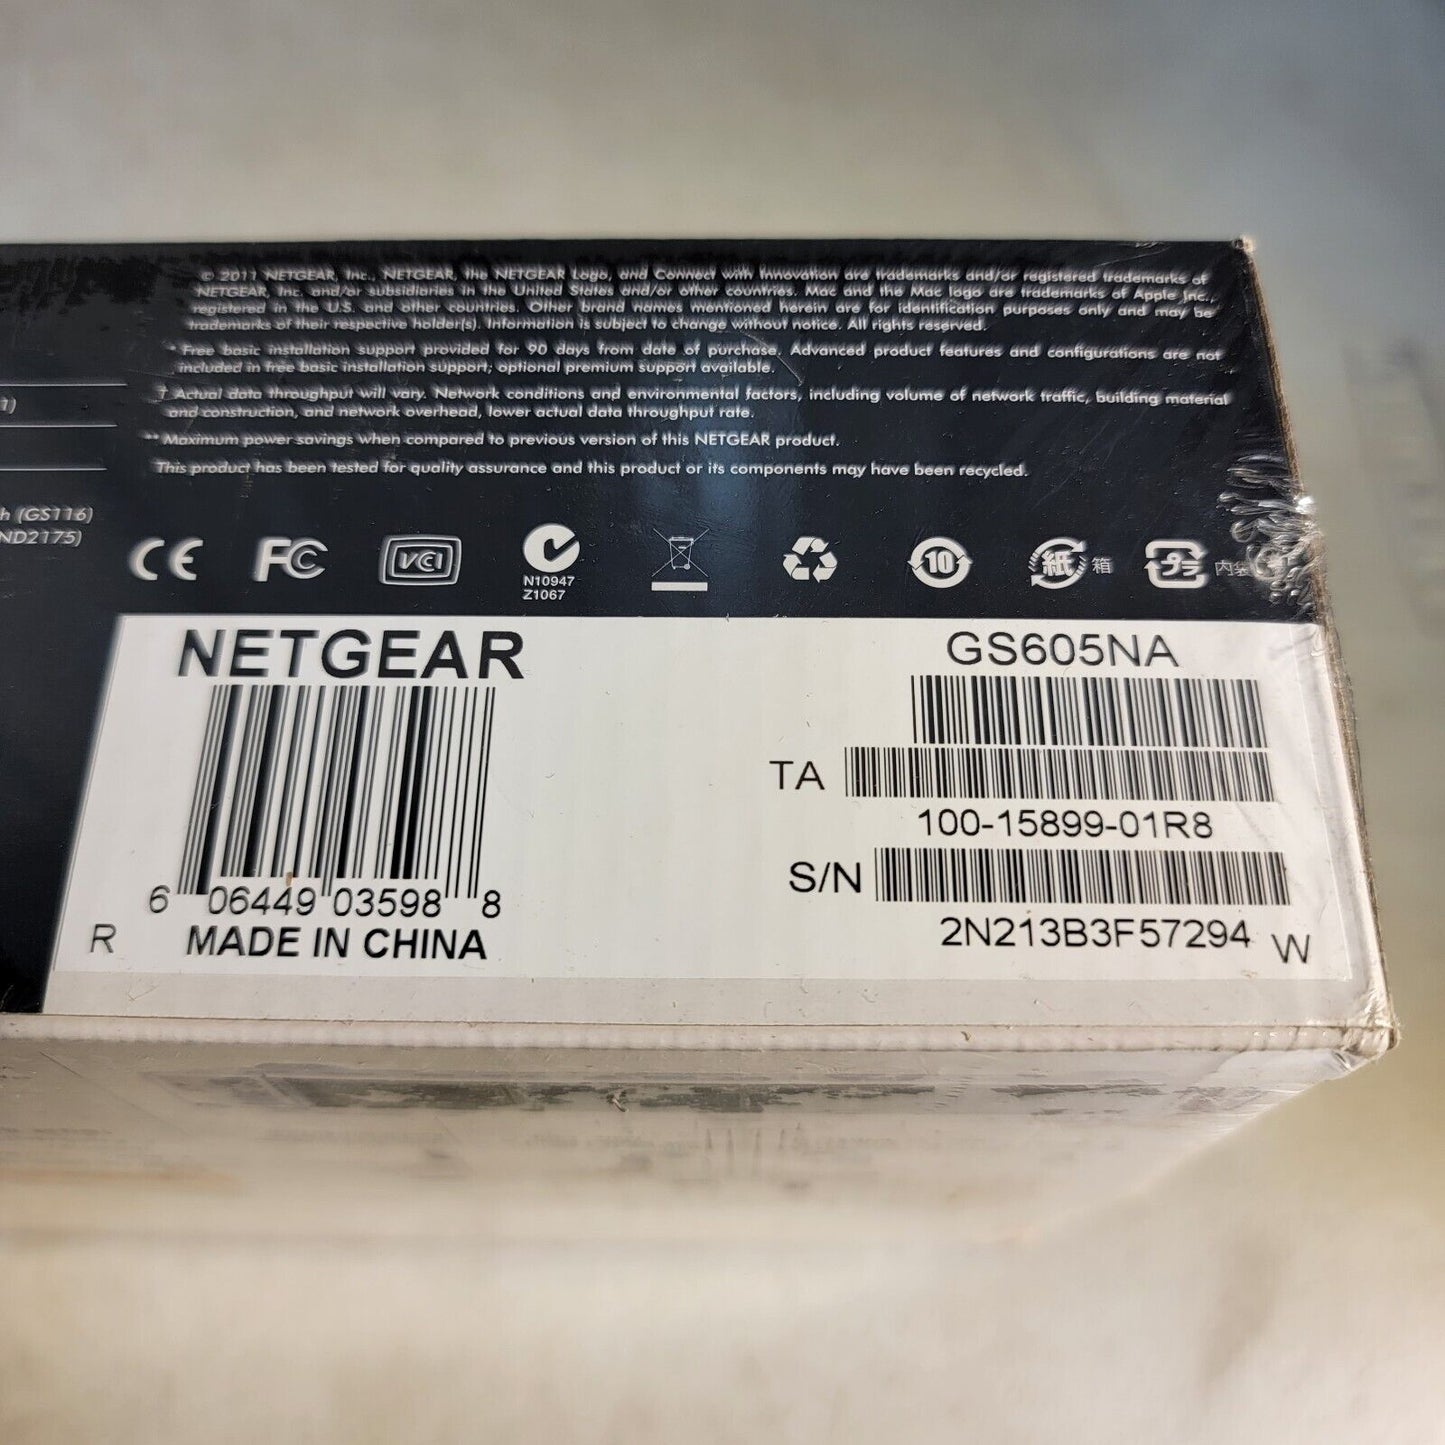 © 2011 NETGEAR, Inc., NETGEAR, the NETGEAR Logo, and Connect with Innovation are trademarks and/or registered trademarks of
NETGEAR, Inc. and/or subsidiaries in the United States and/or other countries. Mac and the Mac logo are trademarks of Apple Inc.,
registered in the U.S. and other countries. Other brand names mentioned herein are for identification purposes only and may be
trademarks of their respective holder(s). Information is subject to change without notice. All rights reserved.
* Free basic installation support provided for 90 days from date of purchase. Advanced product features and configurations are not
included in free basic installation support; optional premium support available.
† Actual data throughput will vary. Network conditions and environmental factors, including volume of network traffic, building material
and construction, and network overhead, lower actual data throughput rate.
** Maximum power savings when compared to previous version of this NETGEAR product.
This product has been tested for quality assurance and this product or its components may have been recycled.
1)
h (GS116)
ND2175)
CE FC VCI 10 紙 箱 プラ 内袋
N10947
Z1067
NETGEAR
GS605NA
TA
100-15899-01R8
S/N
2N213B3F57294 W
6 06449 03598 8
R MADE IN CHINA